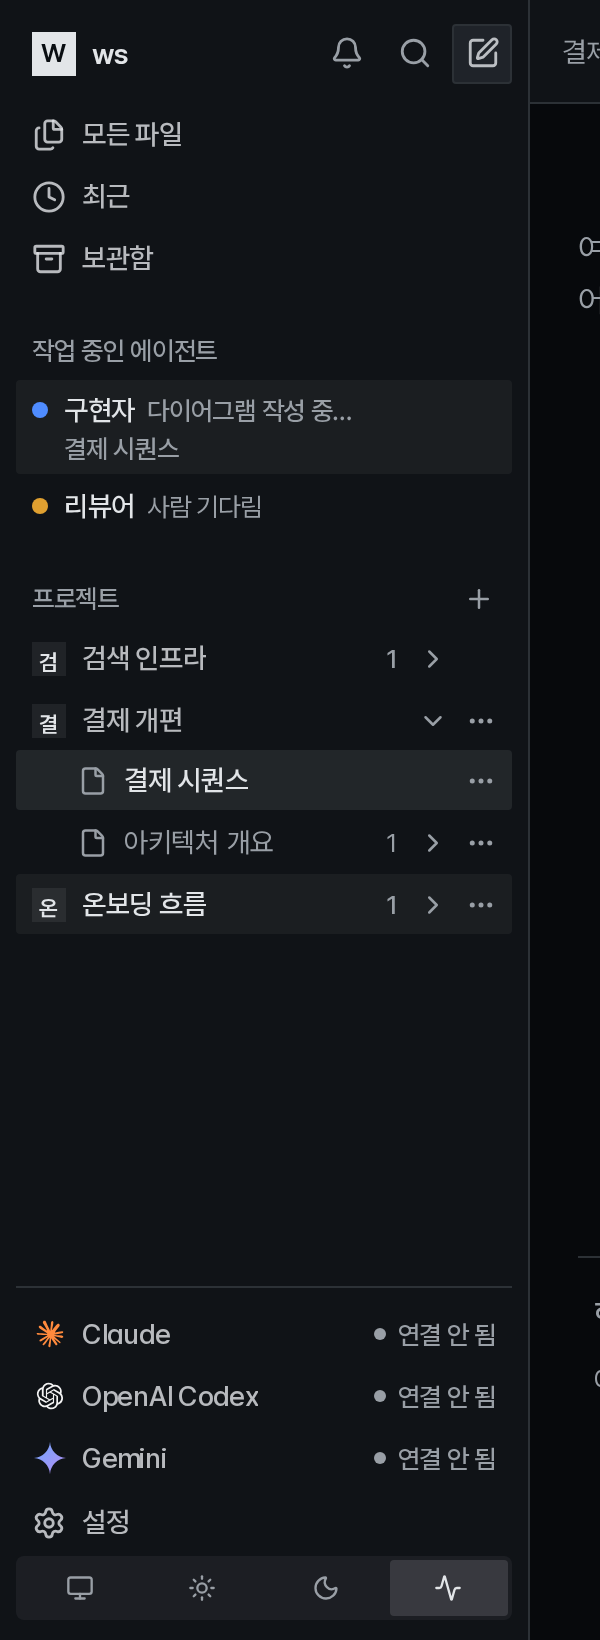 W ws
모든 파일
최근
보관함
작업 중인 에이전트
구현자 다이어그램 작성 중...
결제 시퀀스
리뷰어 사람 기다림
프로젝트
검 검색 인프라 1
결 결제 개편
결제 시퀀스
아키텍처 개요 1
온 온보딩 흐름 1
Claude 연결 안 됨
OpenAI Codex 연결 안 됨
Gemini 연결 안 됨
설정